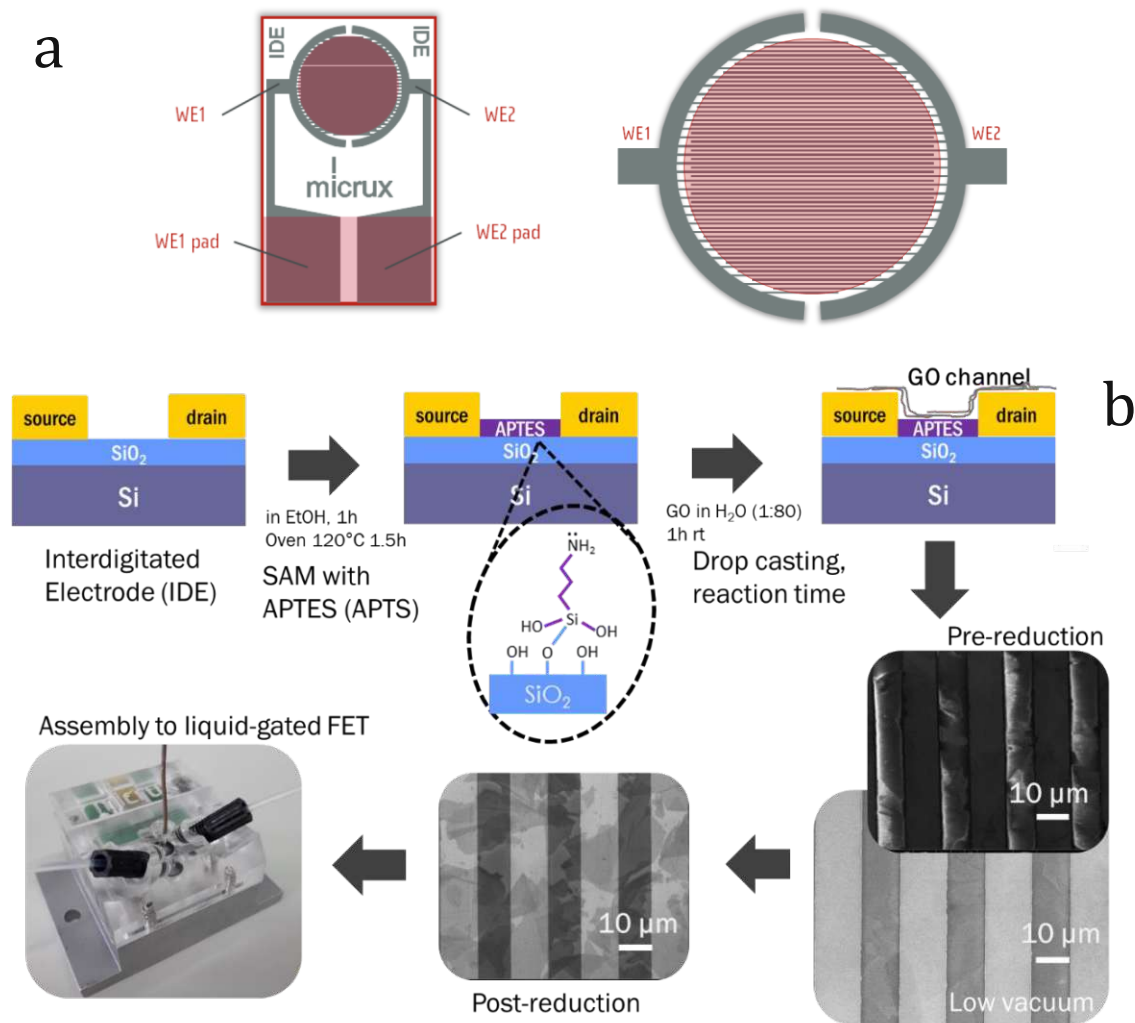 a
IDE
IDE
WE1
WE2
micrux
WE1 pad
WE2 pad
WE1
WE2
b
source
drain
SiO₂
Si
Interdigitated
Electrode (IDE)
in EtOH, 1h
Oven 120°C 1.5h
SAM with
APTES (APTS)
source
APTES
drain
SiO₂
Si
NH₂
Si
HO
OH
OH
O
OH
SiO₂
GO in H₂O (1:80)
1h rt
Drop casting,
reaction time
GO channel
source
APTES
drain
SiO₂
Si
Pre-reduction
10 µm
10 µm
Low vacuum
10 µm
Post-reduction
Assembly to liquid-gated FET